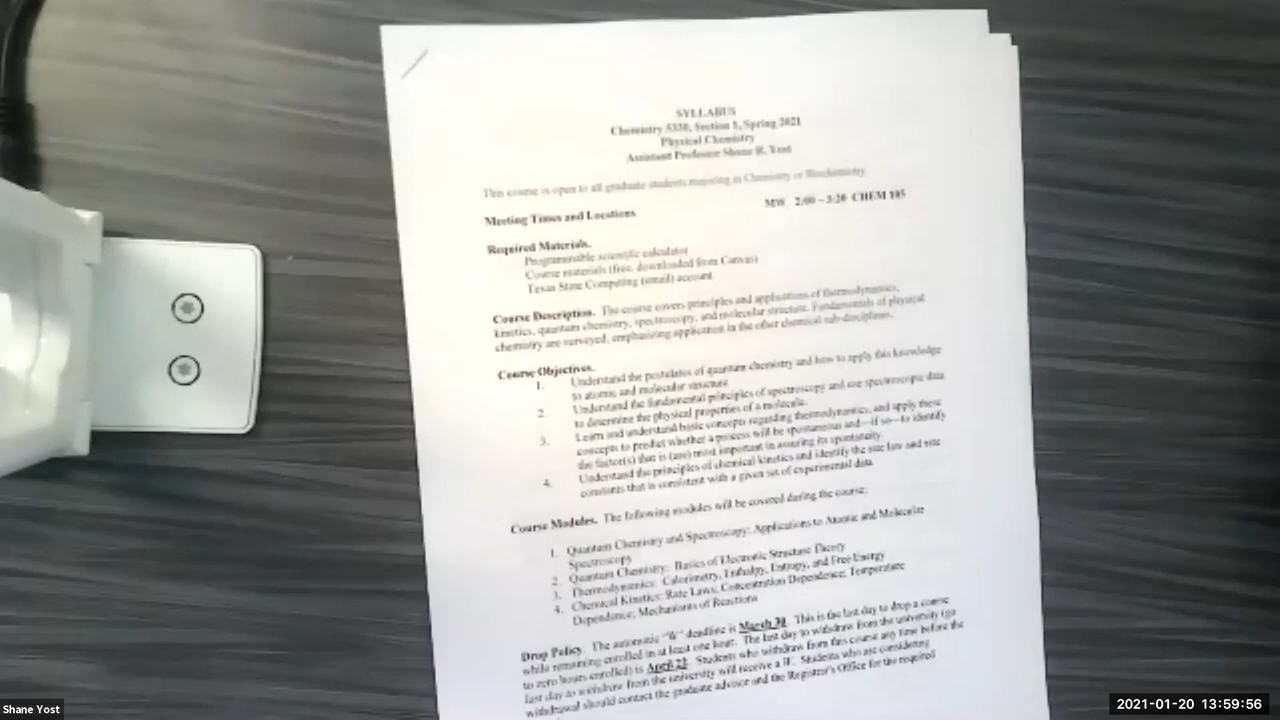 SYLLABUS
Chemistry 5330, Section 1, Spring 2021
Physical Chemistry
Assistant Professor Shane R. Yost
This course is open to all graduate students majoring in Chemistry or Biochemistry
Meeting Times and Locations MW 2:00 – 3:20 CHEM 105
Required Materials.
Programmable scientific calculator
Course materials (free, downloaded from Canvas)
Texas State Computing (email) account
Course Description. The course covers principles and applications of thermodynamics,
kinetics, quantum chemistry, spectroscopy, and molecular structure. Fundamentals of physical
chemistry are surveyed, emphasizing application in the other chemical sub-disciplines.
Course Objectives.
1. Understand the postulates of quantum chemistry and how to apply this knowledge
to atomic and molecular structure
2. Understand the fundamental principles of spectroscopy and use spectroscopic data
to determine the physical properties of a molecule.
3. Learn and understand basic concepts regarding thermodynamics, and apply these
concepts to predict whether a process will be spontaneous and—if so—to identify
the factor(s) that is (are) most important in assuring its spontaneity.
4. Understand the principles of chemical kinetics and identify the rate law and rate
constants that is consistent with a given set of experimental data
Course Modules. The following modules will be covered during the course:
1. Quantum Chemistry and Spectroscopy: Applications to Atomic and Molecular
Spectroscopy
2. Quantum Chemistry: Basics of Electronic Structure Theory
3. Thermodynamics: Calorimetry, Enthalpy, Entropy, and Free Energy
4. Chemical Kinetics: Rate Laws; Concentration Dependence; Temperature
Dependence; Mechanisms of Reactions
Drop Policy. The automatic "W" deadline is March 30. This is the last day to drop a course
while remaining enrolled in at least one hour. The last day to withdraw from the university (go
to zero hours enrolled) is April 22. Students who withdraw from this course any time before the
last day to withdraw from the university will receive a W. Students who are considering
withdrawal should contact the graduate advisor and the Registrar's Office for the required
Shane Yost
2021-01-20 13:59:56